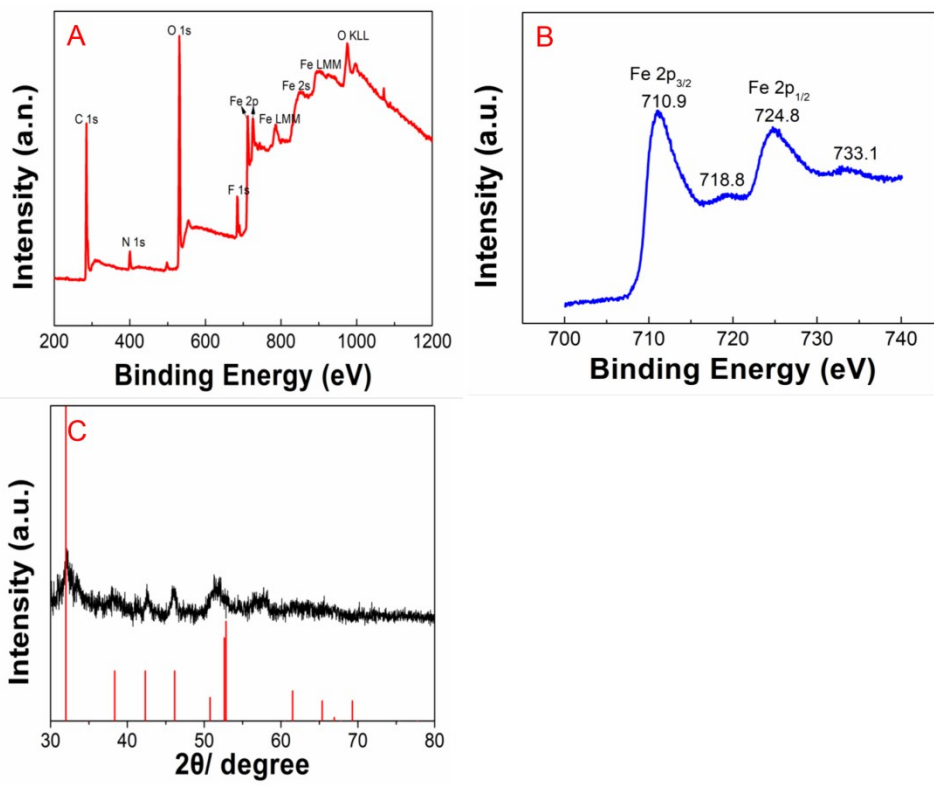 A
O 1s
O KLL
Fe LMM
Fe 2s
C 1s
Fe 2p
Fe LMM
F 1s
N 1s
Intensity (a.n.)
200 400 600 800 1000 1200
Binding Energy (eV)
B
Fe 2p3/2
710.9
Fe 2p1/2
724.8
718.8
733.1
Intensity (a.u.)
700 710 720 730 740
Binding Energy (eV)
C
Intensity (a.u.)
30 40 50 60 70 80
2θ/ degree